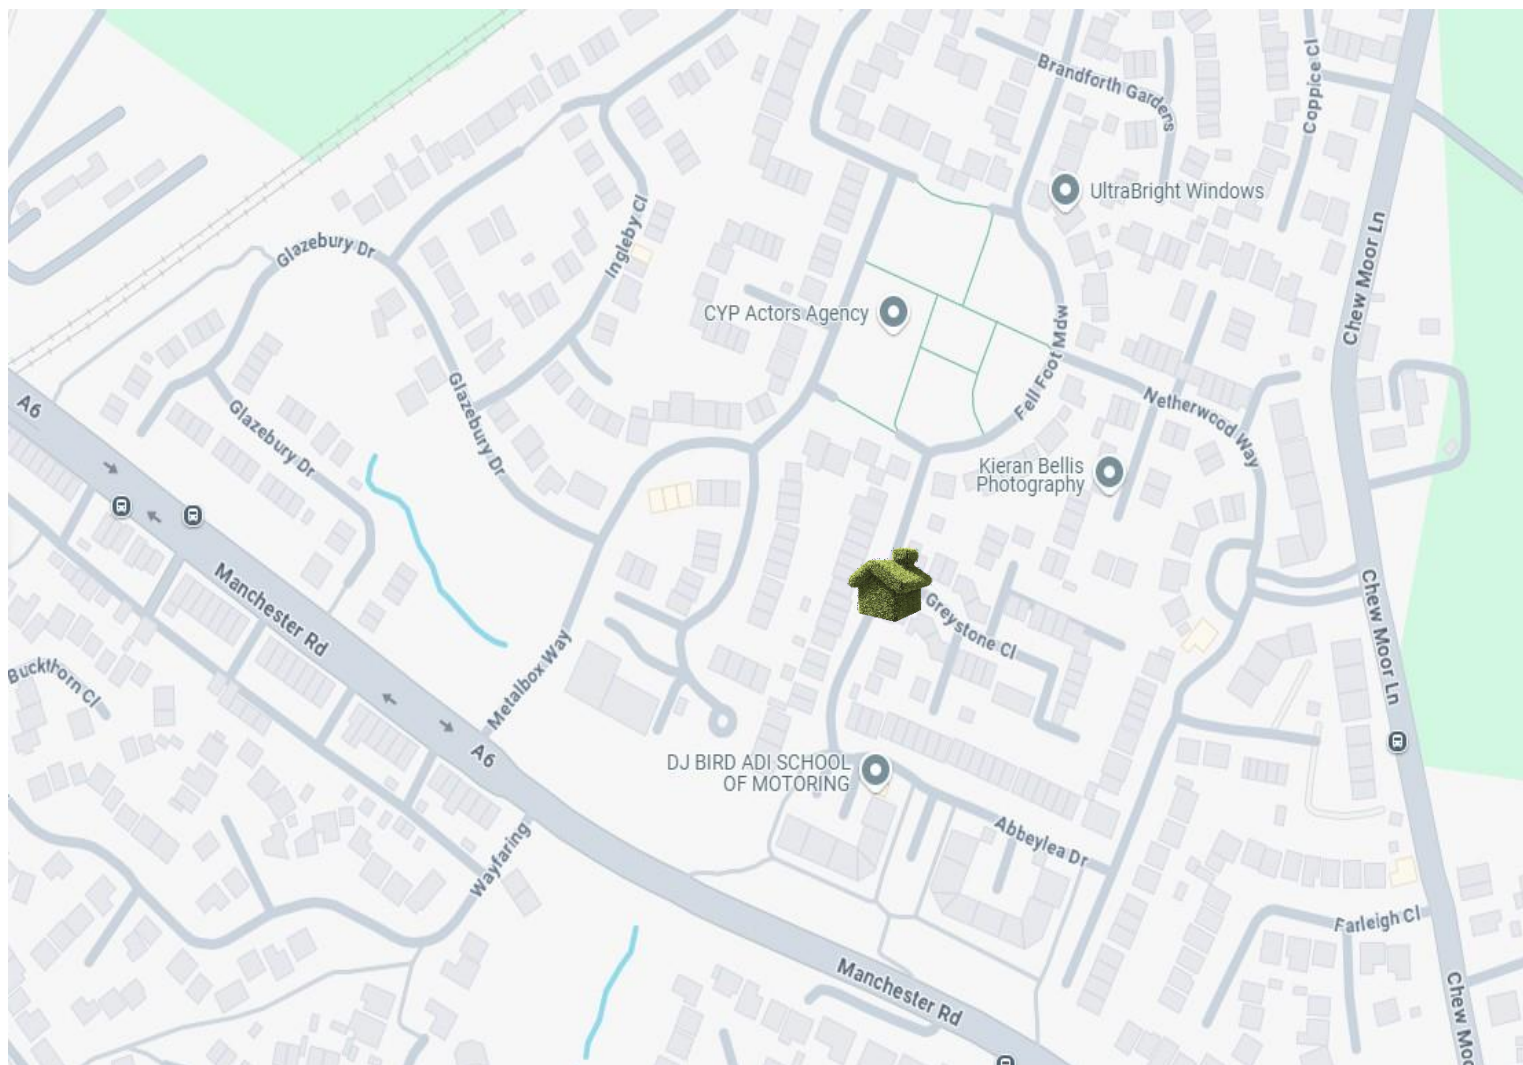 Brandforth Gardens
Coppice Cl
UltraBright Windows
Glazebury Dr
Ingleby Cl
Chew Moor Ln
CYP Actors Agency
Fell Foot Mdw
A6
Glazebury Dr
Glazebury Dr
Netherwood Way
Kieran Bellis
Photography
Manchester Rd
Greystone Cl
Chew Moor Ln
Buckthorn Cl
Metalbox Way
A6
DJ BIRD ADI SCHOOL
OF MOTORING
Abbeylea Dr
Wayfaring
Farleigh Cl
Manchester Rd
Chew Moo